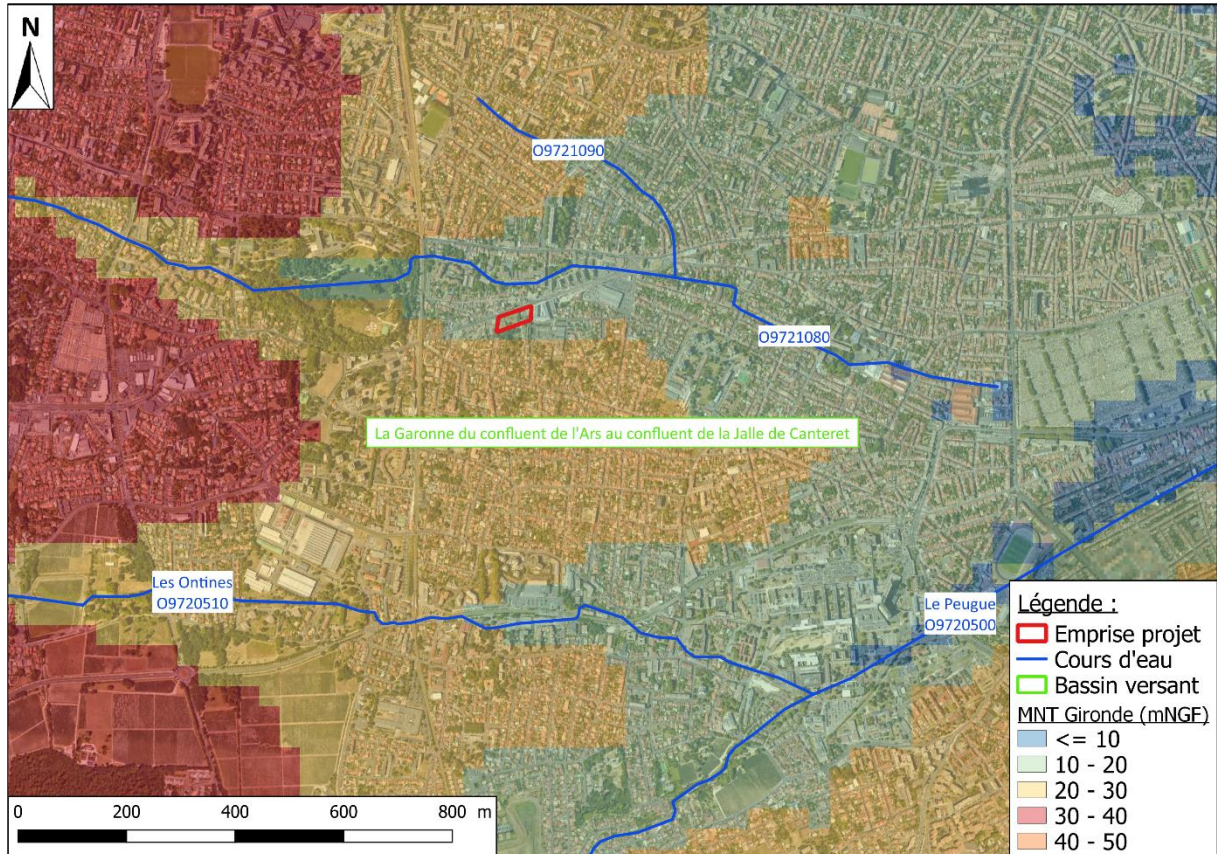 N
O9721090
O9721080
La Garonne du confluent de l'Ars au confluent de la Jalle de Canteret
Les Ontines
O9720510
Le Peugue
O9720500
Légende :
Emprise projet
Cours d'eau
Bassin versant
MNT Gironde (mNGF)
<= 10
10 - 20
20 - 30
30 - 40
40 - 50
0 200 400 600 800 m